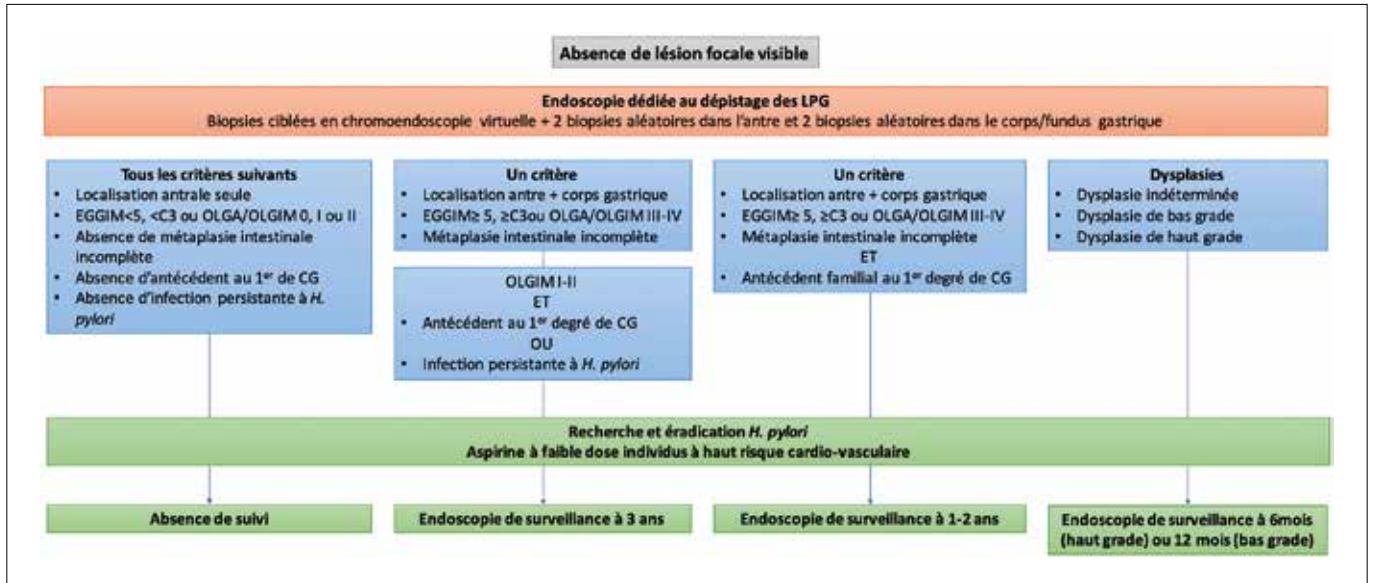 Absence de lésion focale visible
Endoscopie dédiée au dépistage des LPG
Biopsies ciblées en chromoendoscopie virtuelle + 2 biopsies aléatoires dans l'antre et 2 biopsies aléatoires dans le corps/fundus gastrique
Tous les critères suivants
• Localisation antrale seule
• EGGIM<5, <C3 ou OLGA/OLGIM 0, I ou II
• Absence de métaplasie intestinale
incomplète
• Absence d'antécédent au 1er de CG
• Absence d'infection persistante à H.
pylori
Un critère
• Localisation antre + corps gastrique
• EGGIM≥ 5, ≥C3ou OLGA/OLGIM III-IV
• Métaplasie intestinale incomplète
OLGIM I-II
ET
• Antécédent au 1er degré de CG
OU
• Infection persistante à H. pylori
Un critère
• Localisation antre + corps gastrique
• EGGIM≥ 5, ≥C3 ou OLGA/OLGIM III-IV
• Métaplasie intestinale incomplète
ET
• Antécédent familial au 1er degré de CG
Dysplasies
• Dysplasie indéterminée
• Dysplasie de bas grade
• Dysplasie de haut grade
Recherche et éradication H. pylori
Aspirine à faible dose individus à haut risque cardio-vasculaire
Absence de suivi
Endoscopie de surveillance à 3 ans
Endoscopie de surveillance à 1-2 ans
Endoscopie de surveillance à 6mois
(haut grade) ou 12 mois (bas grade)